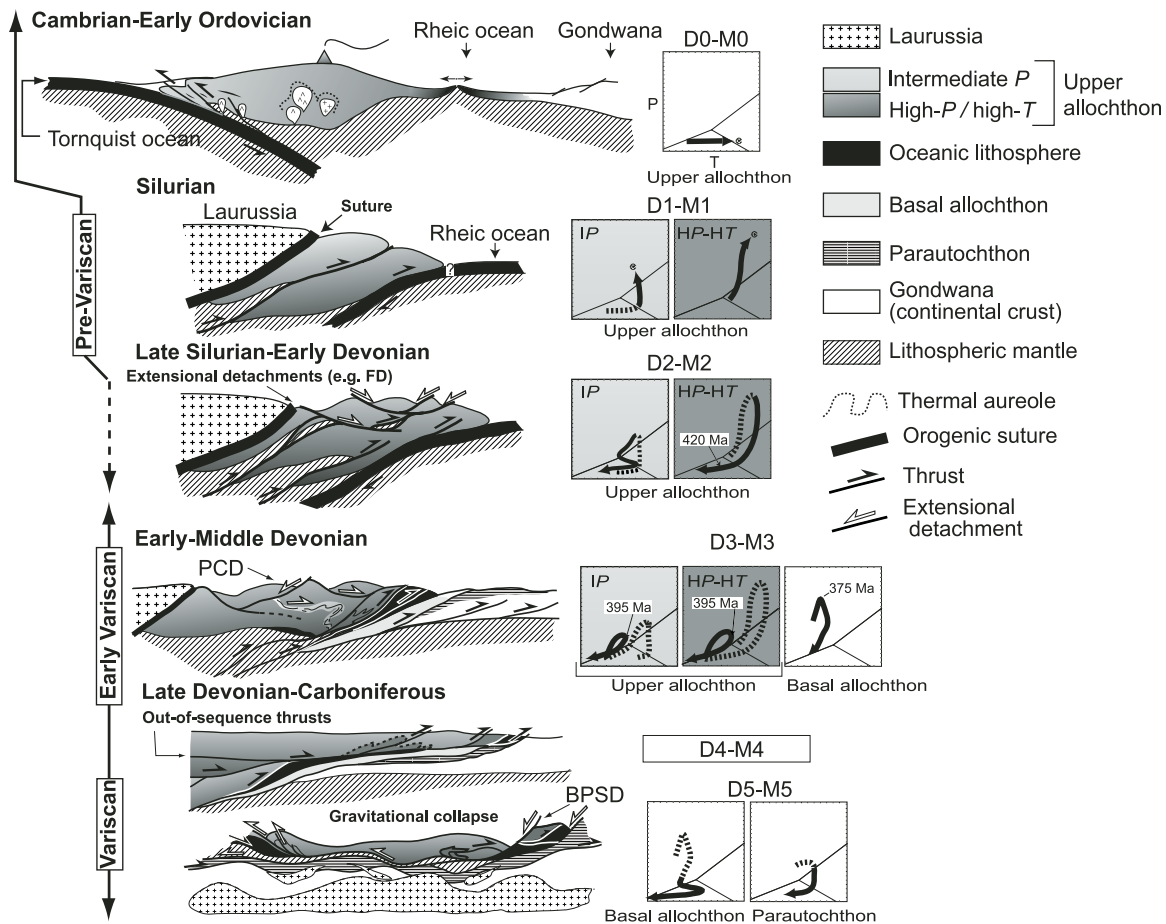 Cambrian-Early Ordovician
Rheic ocean
Gondwana
Tornquist ocean
D0-M0
P
T
Upper allochthon
Silurian
Laurussia
Suture
Rheic ocean
?
D1-M1
IP
HP-HT
Upper allochthon
Pre-Variscan
Late Silurian-Early Devonian
Extensional detachments (e.g. FD)
D2-M2
IP
HP-HT
420 Ma
Upper allochthon
Early-Middle Devonian
PCD
D3-M3
IP
HP-HT
395 Ma
395 Ma
375 Ma
Upper allochthon
Basal allochthon
Early Variscan
Late Devonian-Carboniferous
Out-of-sequence thrusts
D4-M4
D5-M5
BPSD
Gravitational collapse
Basal allochthon
Parautochthon
Variscan
Laurussia
Intermediate P
High-P / high-T
Upper
allochthon
Oceanic lithosphere
Basal allochthon
Parautochthon
Gondwana
(continental crust)
Lithospheric mantle
Thermal aureole
Orogenic suture
Thrust
Extensional
detachment